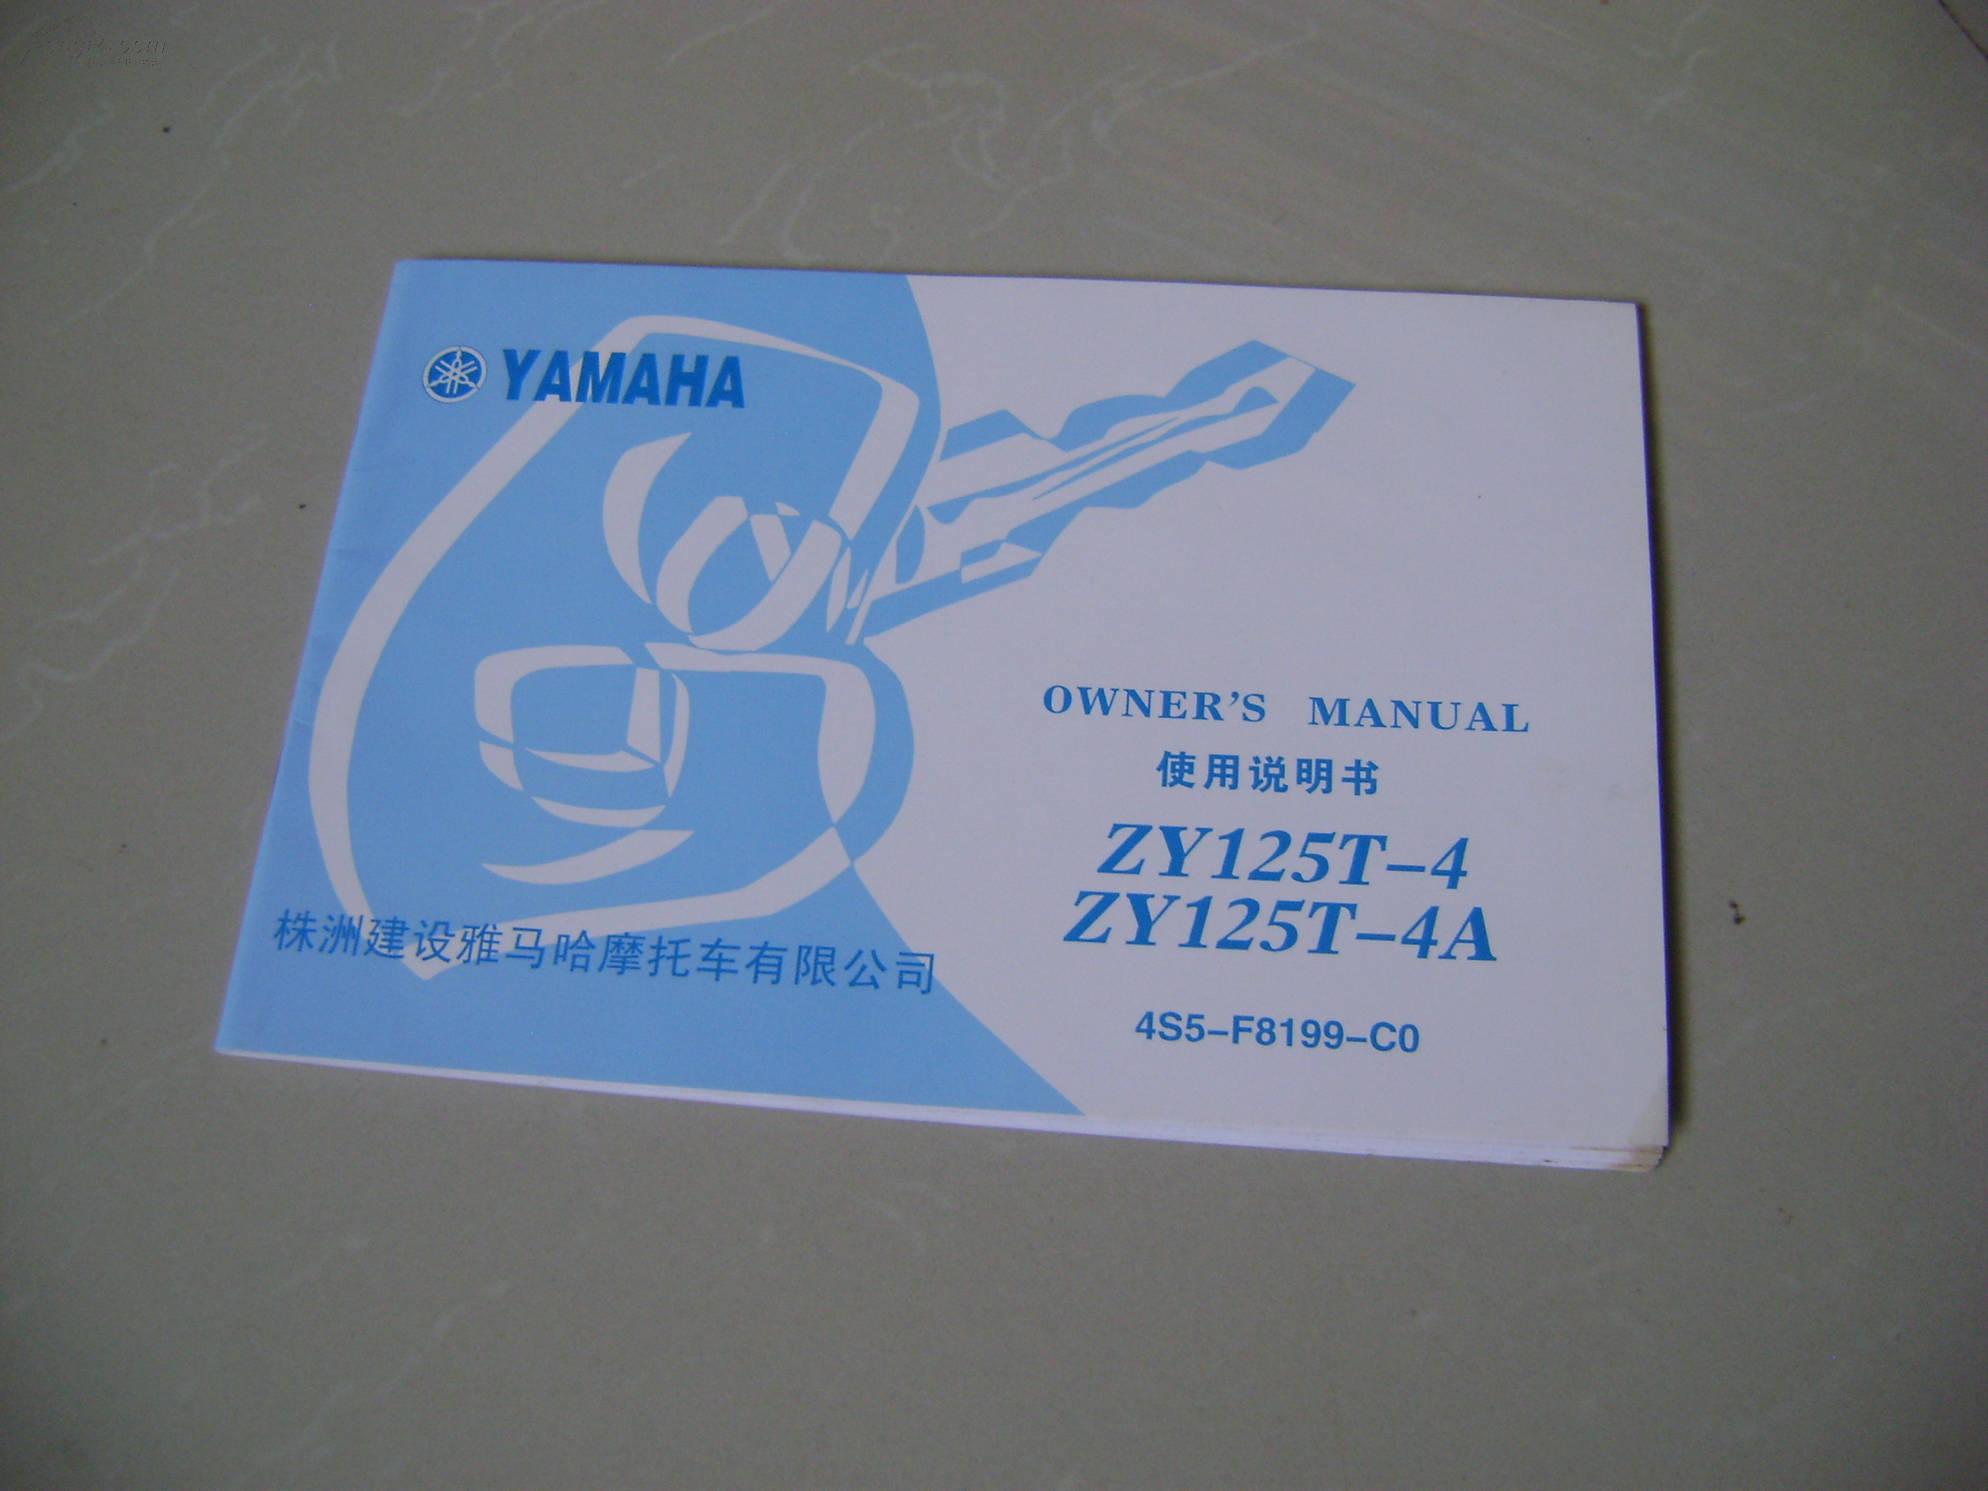 YAMAHA
OWNER'S MANUAL
使用说明书
ZY125T-4
ZY125T-4A
株洲建设雅马哈摩托车有限公司
4S5-F8199-C0